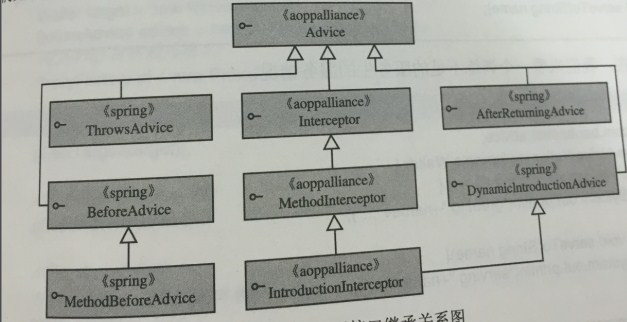 《aoppalliance》
Advice
《spring》
ThrowsAdvice
《aoppalliance》
Interceptor
《spring》
AfterReturningAdvice
《spring》
BeforeAdvice
《aoppalliance》
MethodInterceptor
《spring》
DynamicIntroductionAdvice
《spring》
MethodBeforeAdvice
《aoppalliance》
IntroductionInterceptor
继承关系图